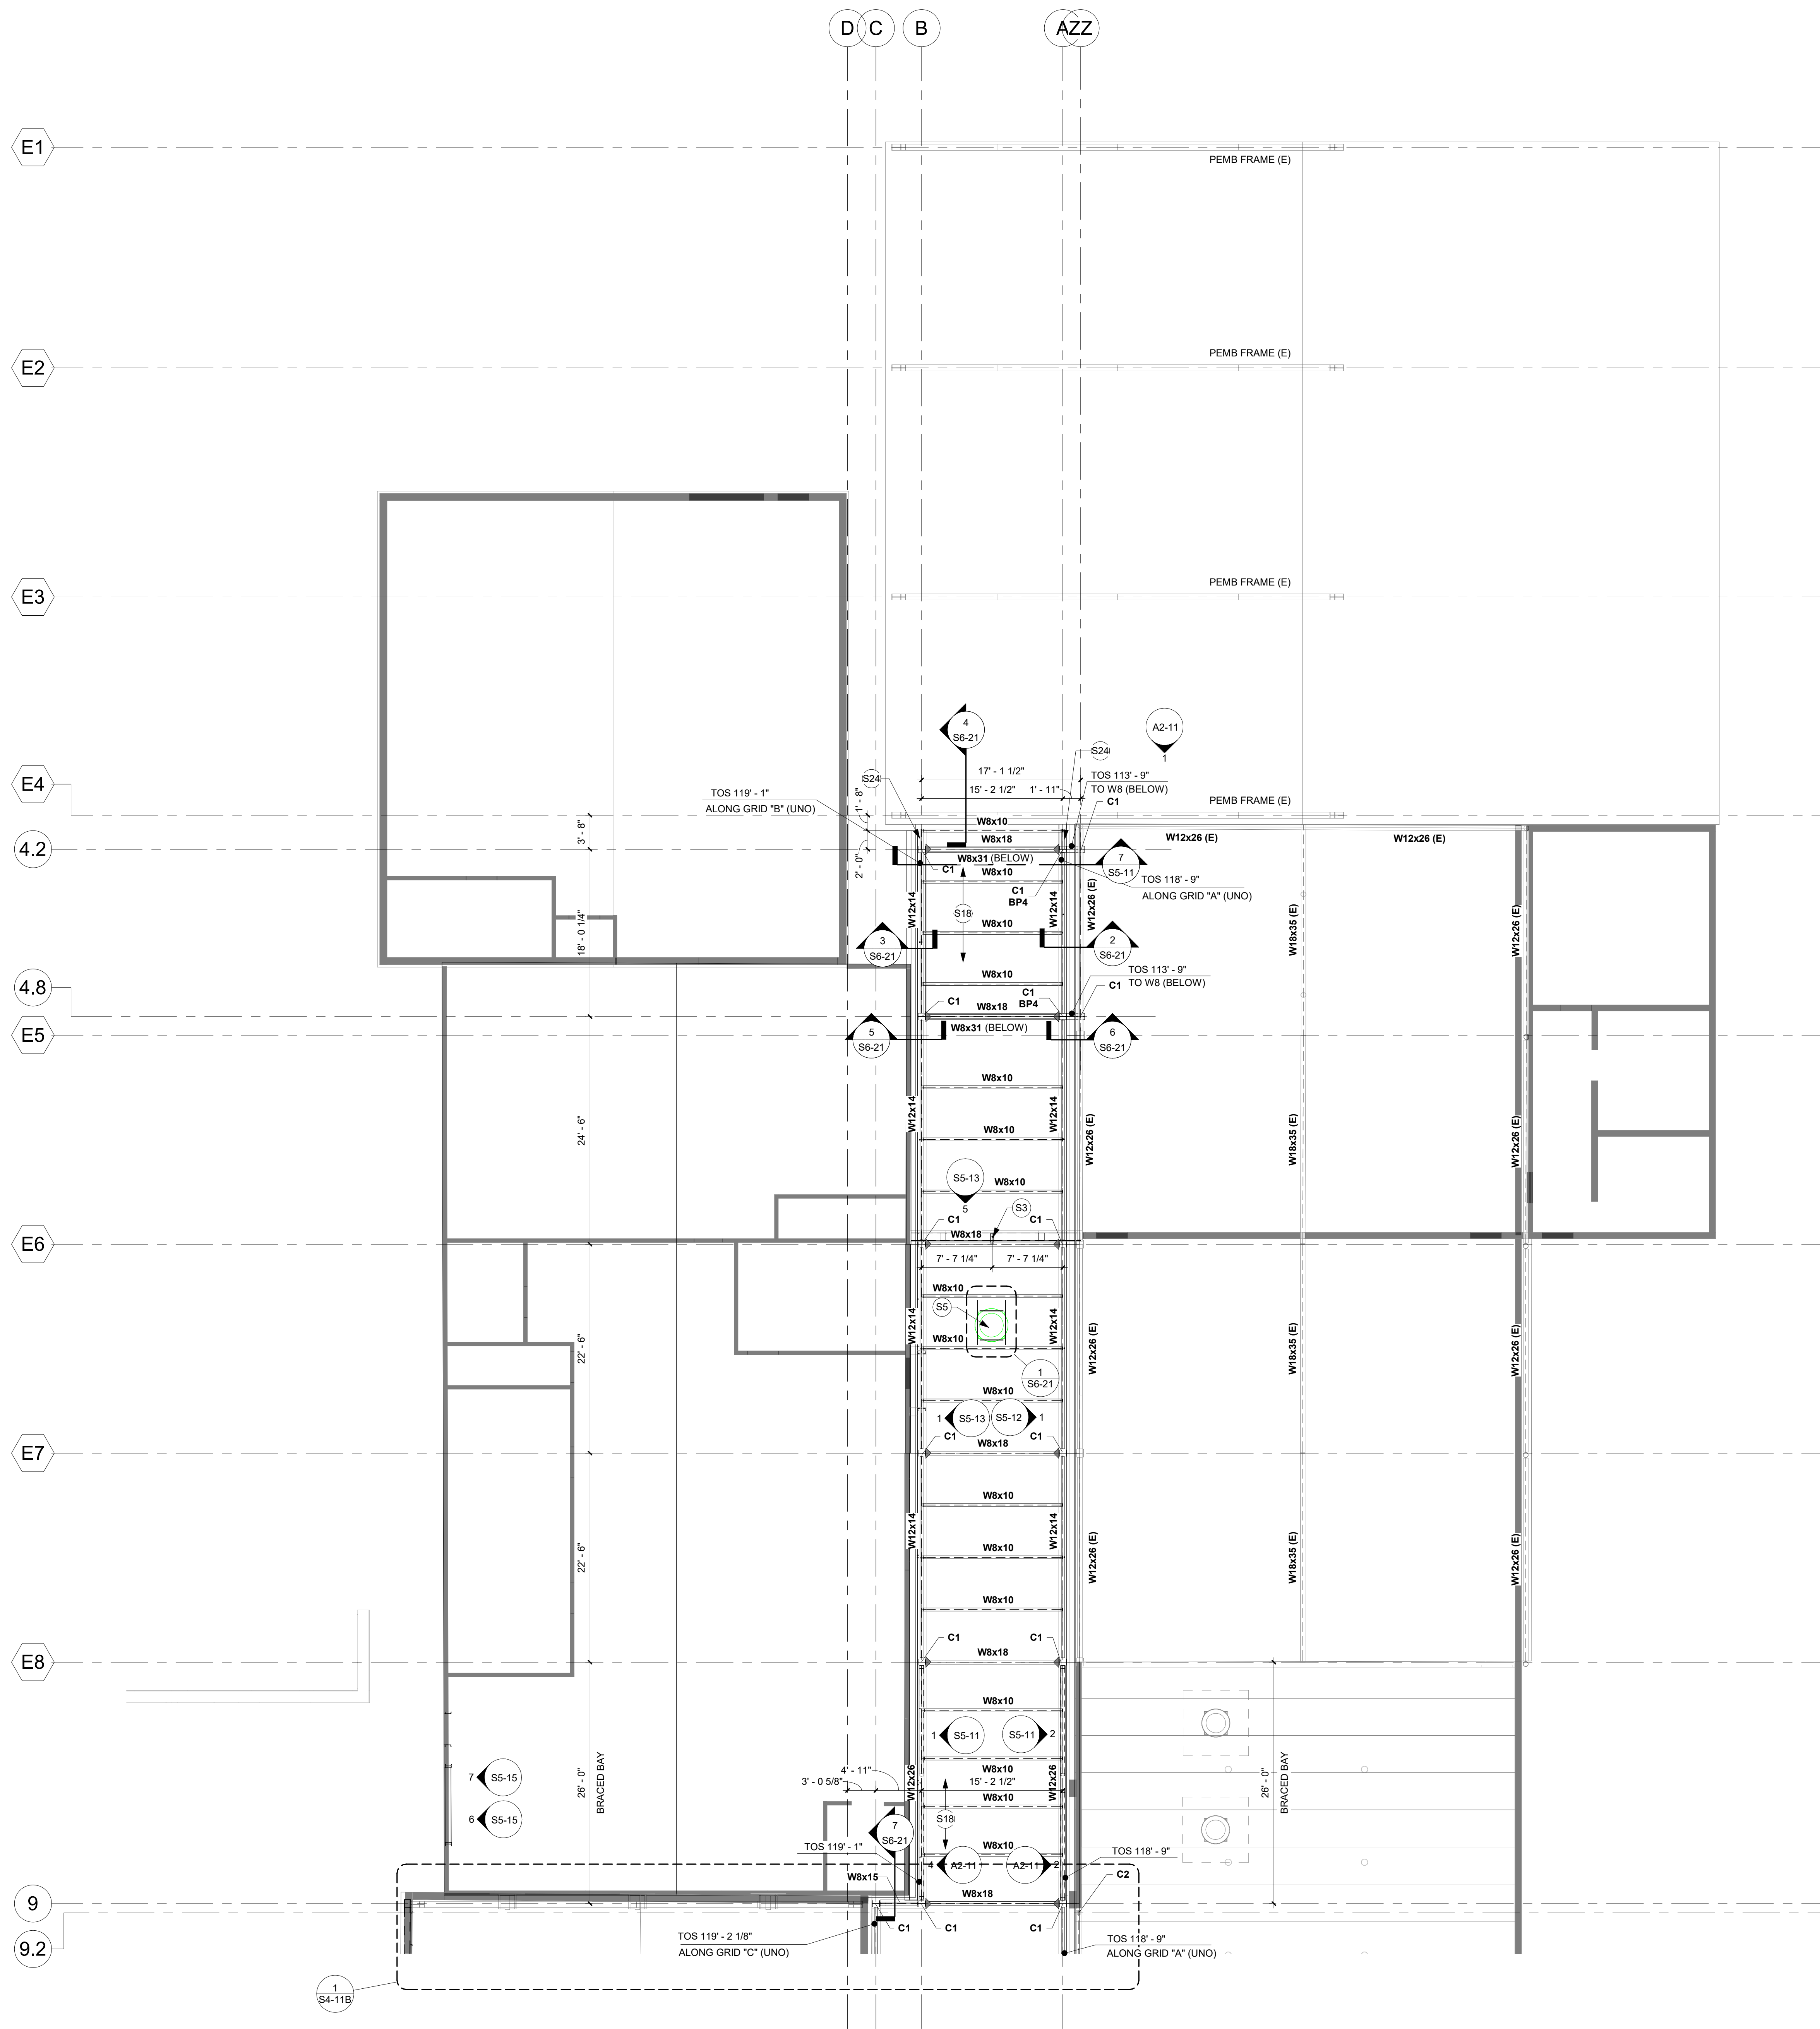 D
C
B
A
ZZ
E1
PEMB FRAME (E)
E2
PEMB FRAME (E)
E3
PEMB FRAME (E)
4
S6-21
A2-11
1
S24
S24
17' - 1 1/2"
15' - 2 1/2"
1' - 11"
TOS 113' - 9"
TO W8 (BELOW)
C1
E4
TOS 119' - 1"
ALONG GRID "B" (UNO)
1' - 8"
3' - 8"
2' - 0"
PEMB FRAME (E)
W8x10
W8x18
W12x26 (E)
W12x26 (E)
4.2
W8x31 (BELOW)
C1
W8x10
7
S5-11
C1
BP4
TOS 118' - 9"
ALONG GRID "A" (UNO)
W12x14
S18
W12x14
W12x26 (E)
W18x35 (E)
W12x26 (E)
18' - 0 1/4"
W8x10
3
S6-21
2
S6-21
W8x10
TOS 113' - 9"
TO W8 (BELOW)
C1
4.8
C1
C1
BP4
W8x18
E5
5
S6-21
W8x31 (BELOW)
6
S6-21
W8x10
24' - 6"
W12x14
W12x14
W12x26 (E)
W18x35 (E)
W12x26 (E)
W8x10
S5-13
5
W8x10
S3
C1
C1
W8x18
E6
7' - 7 1/4"
7' - 7 1/4"
W8x10
S5
W12x14
W12x14
22' - 6"
W8x10
W12x26 (E)
W18x35 (E)
W12x26 (E)
1
S6-21
W8x10
1
S5-13
S5-12
1
C1
C1
W8x18
E7
W8x10
W12x14
W12x14
22' - 6"
W8x10
W12x26 (E)
W18x35 (E)
W12x26 (E)
W8x10
C1
C1
W8x18
E8
W8x10
1
S5-11
S5-11
2
W8x10
7
S5-15
26' - 0"
BRACED BAY
4' - 11"
3' - 0 5/8"
W12x26
15' - 2 1/2"
W12x26
26' - 0"
BRACED BAY
W8x10
6
S5-15
S18
7
S6-21
TOS 119' - 1"
W8x10
TOS 118' - 9"
4
A2-11
A2-11
2
W8x15
W8x18
C2
9
C1
C1
C1
9.2
TOS 119' - 2 1/8"
ALONG GRID "C" (UNO)
TOS 118' - 9"
ALONG GRID "A" (UNO)
1
S4-11B